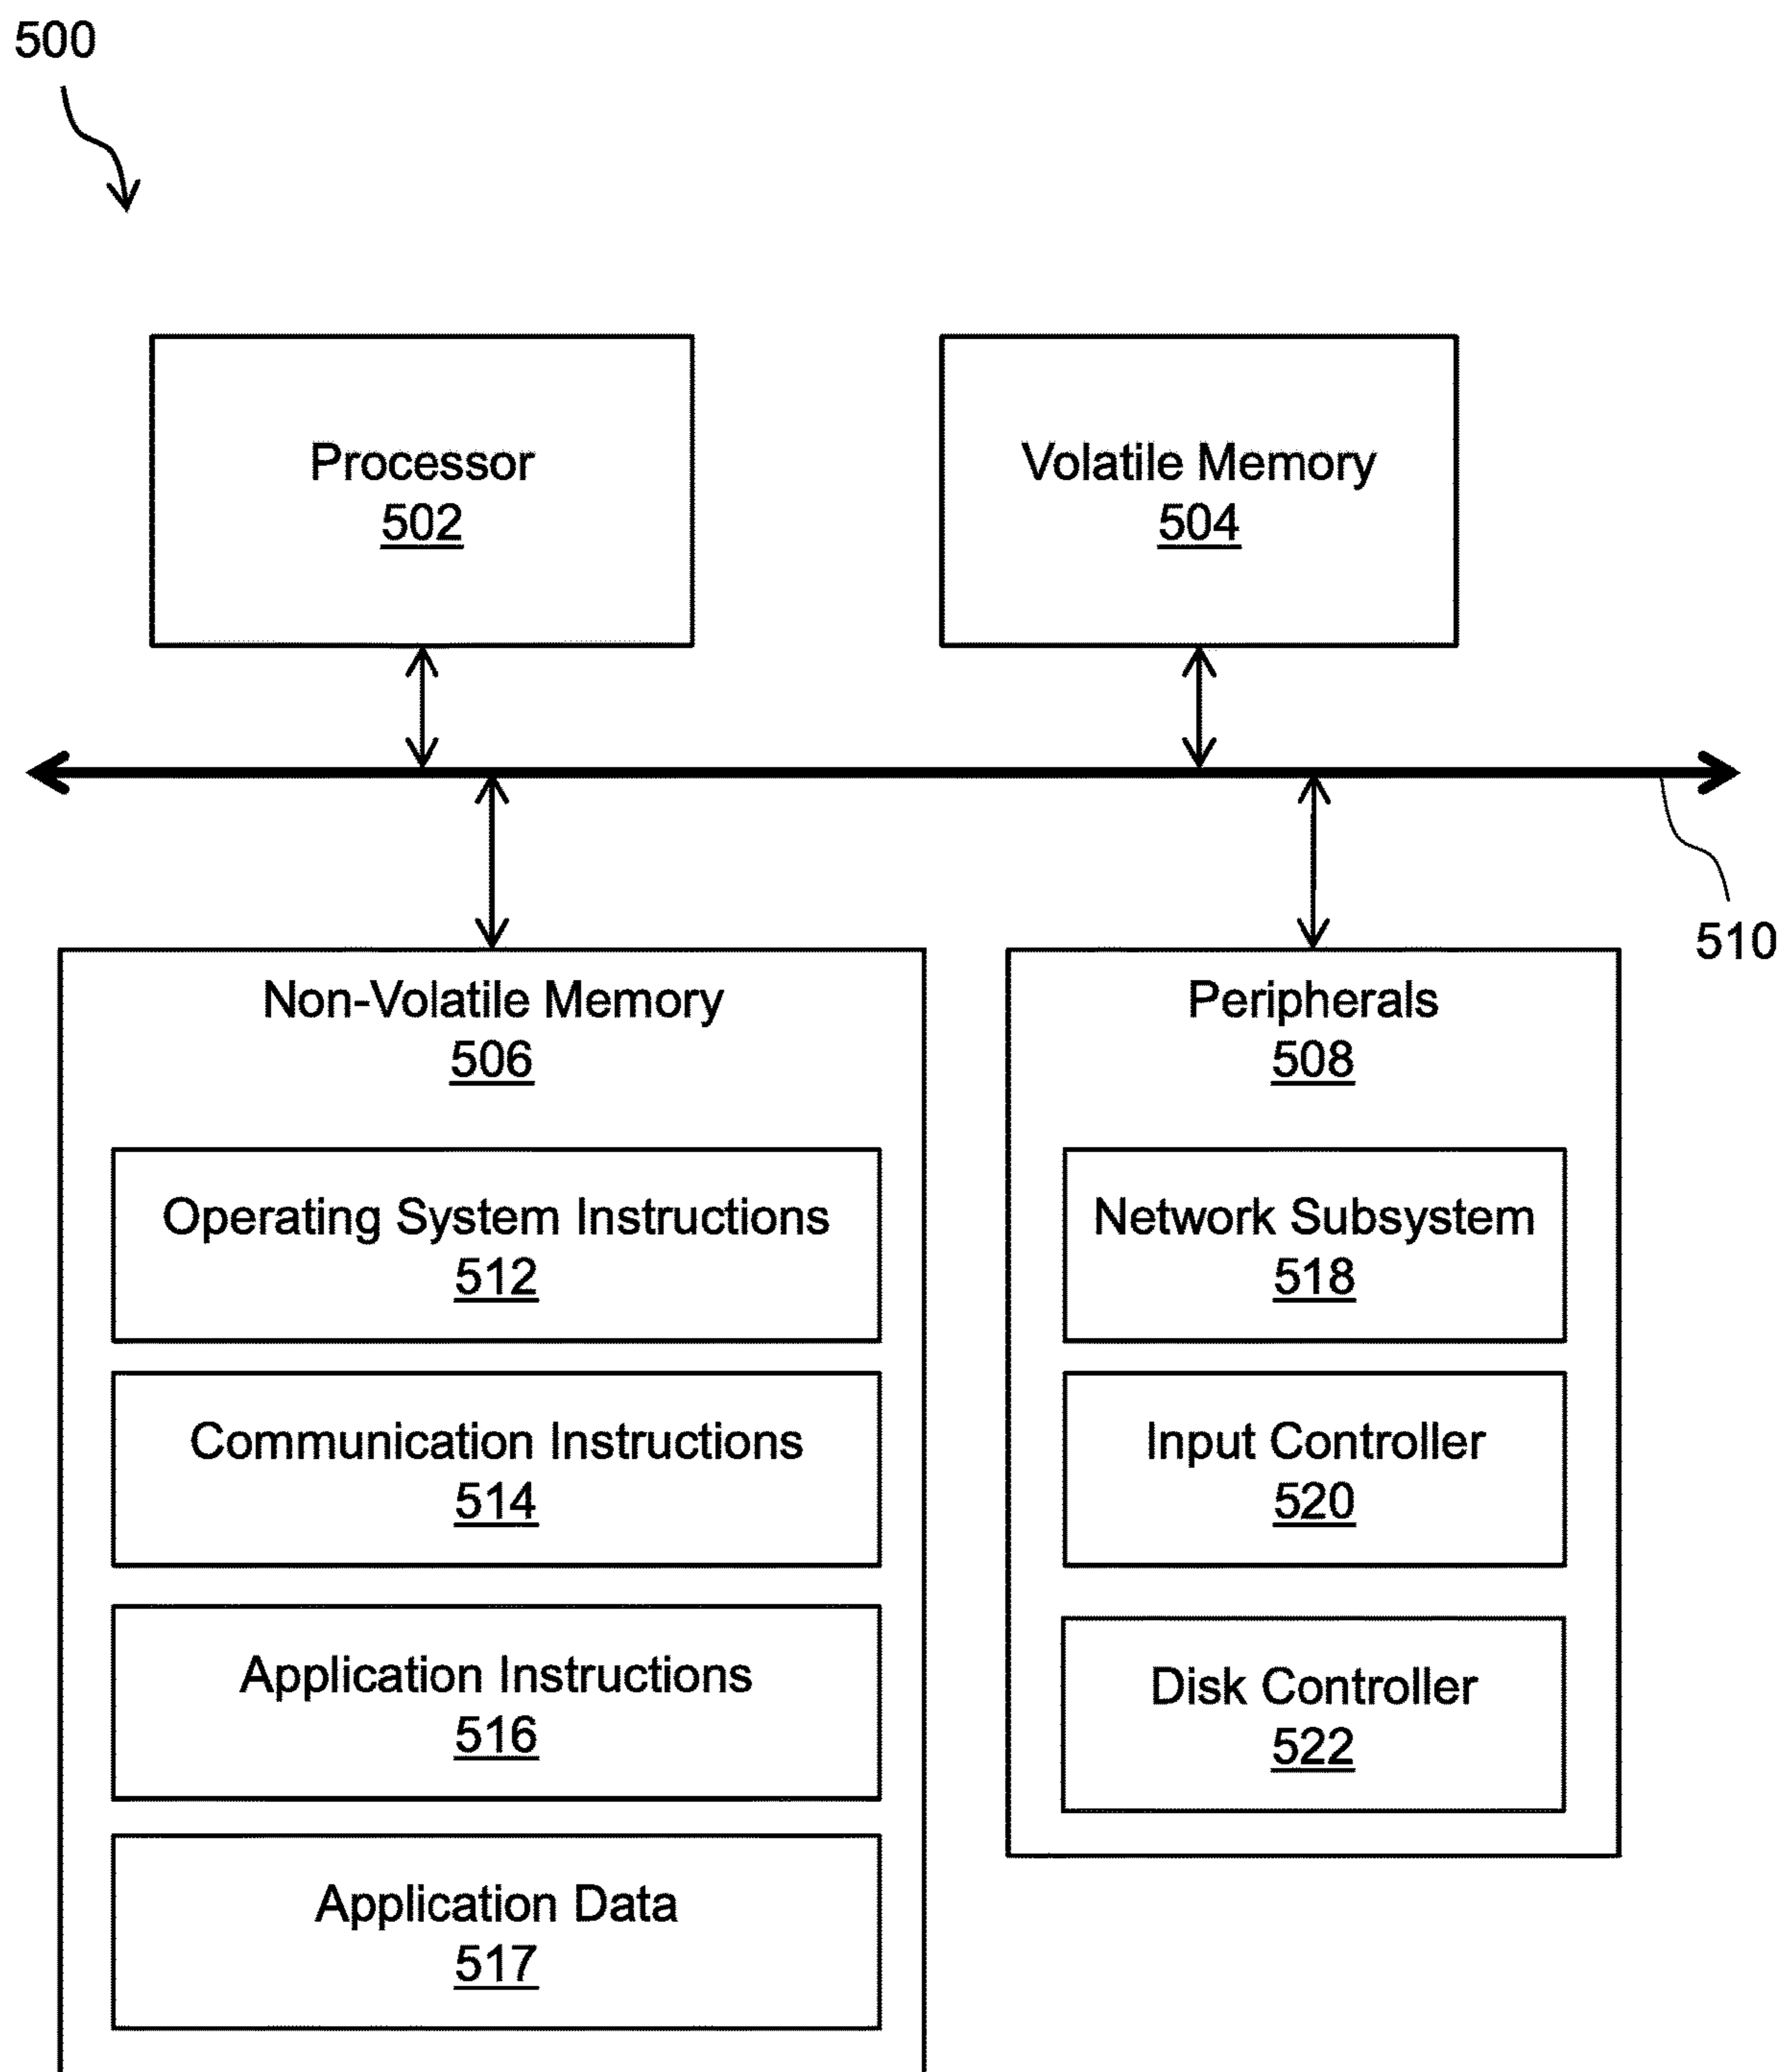 500
Processor
502
Volatile Memory
504
510
Non-Volatile Memory
506
Operating System Instructions
512
Communication Instructions
514
Application Instructions
516
Application Data
517
Peripherals
508
Network Subsystem
518
Input Controller
520
Disk Controller
522